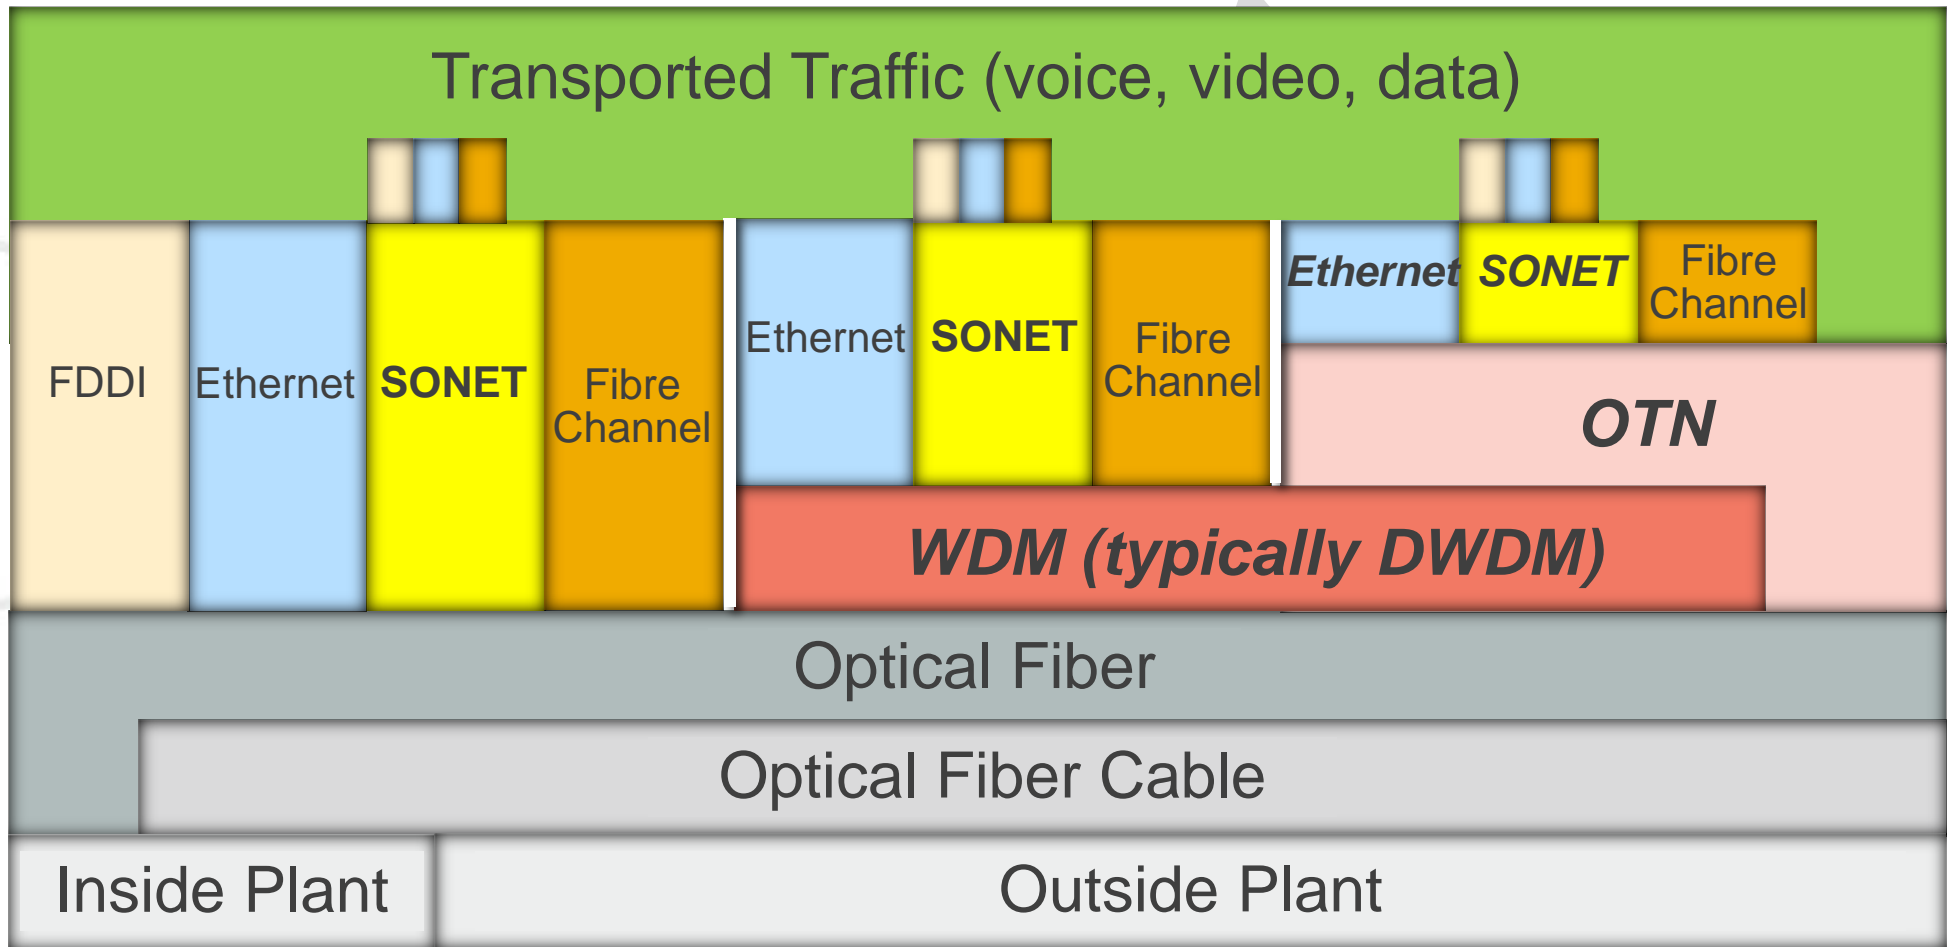 Transported Traffic (voice, video, data)
FDDI
Ethernet
SONET
Fibre
Channel
Ethernet
SONET
Fibre
Channel
Ethernet
SONET
Fibre
Channel
OTN
WDM (typically DWDM)
Optical Fiber
Optical Fiber Cable
Inside Plant
Outside Plant